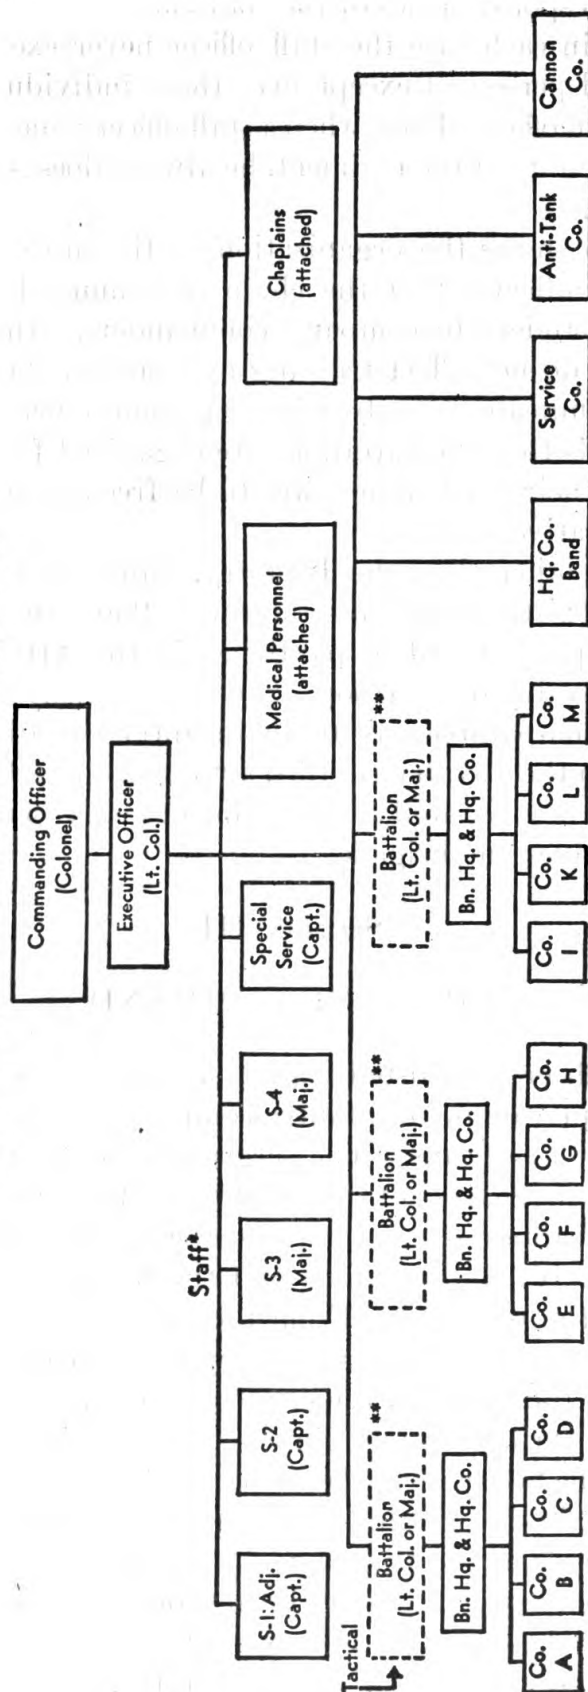 Commanding Officer
(Colonel)
Executive Officer
(Lt. Col.)
Staff*
S-1: Adj.
(Capt.)
S-2
(Capt.)
S-3
(Maj.)
S-4
(Maj.)
Special
Service
(Capt.)
Medical Personnel
(attached)
Chaplains
(attached)
Tactical
**
Battalion
(Lt. Col. or Maj.)
**
Battalion
(Lt. Col. or Maj.)
**
Battalion
(Lt. Col. or Maj.)
Bn. Hq. & Hq. Co.
Bn. Hq. & Hq. Co.
Bn. Hq. & Hq. Co.
Hq. Co.
Band
Service
Co.
Anti-Tank
Co.
Cannon
Co.
Co.
A
Co.
B
Co.
C
Co.
D
Co.
E
Co.
F
Co.
G
Co.
H
Co.
I
Co.
K
Co.
L
Co.
M